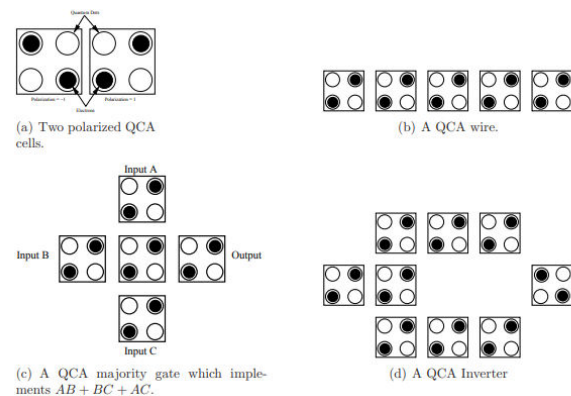 Quantum Dots
Polarization = -1
Polarization = 1
Electrons
(a) Two polarized QCA
cells.
(b) A QCA wire.
Input A
Input B
Output
Input C
(c) A QCA majority gate which imple-
ments AB + BC + AC.
(d) A QCA Inverter